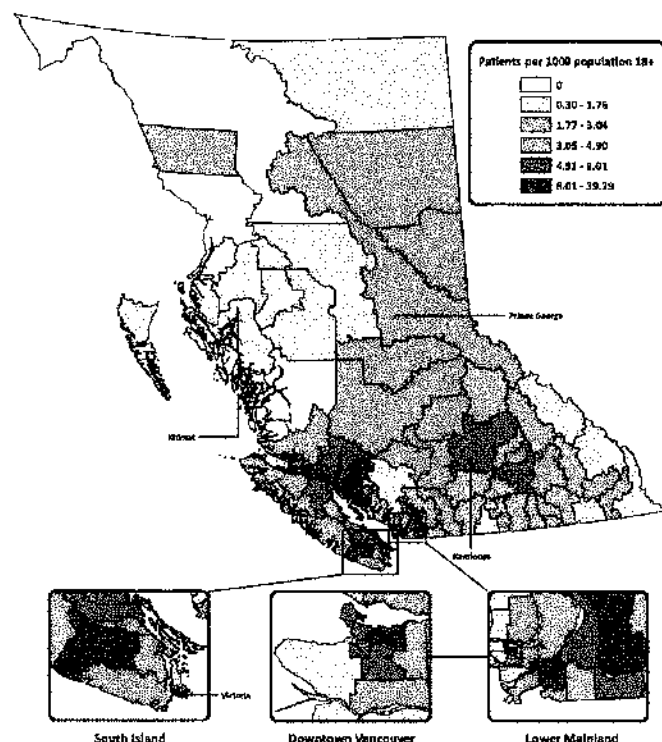 Patients per 1000 population 18+
0
0.30 - 1.76
1.77 - 3.04
3.05 - 4.90
4.91 - 8.01
8.01 - 39.29
Prince George
Kitimat
Kamloops
Victoria
South Island
Downtown Vancouver
Lower Mainland